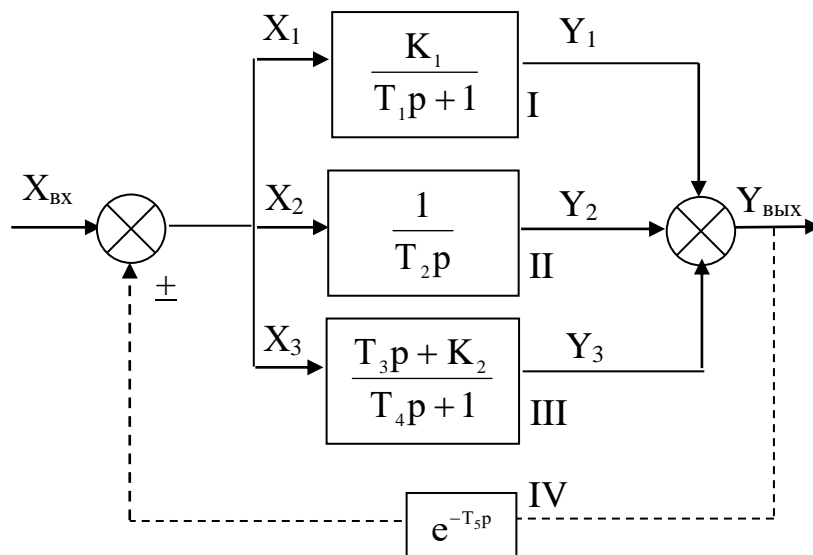 X₁
K₁
T₁p + 1
Y₁
I
Xвх
X₂
1
T₂p
Y₂
II
Yвых
±
X₃
T₃p + K₂
T₄p + 1
Y₃
III
IV
e^(−T₅p)